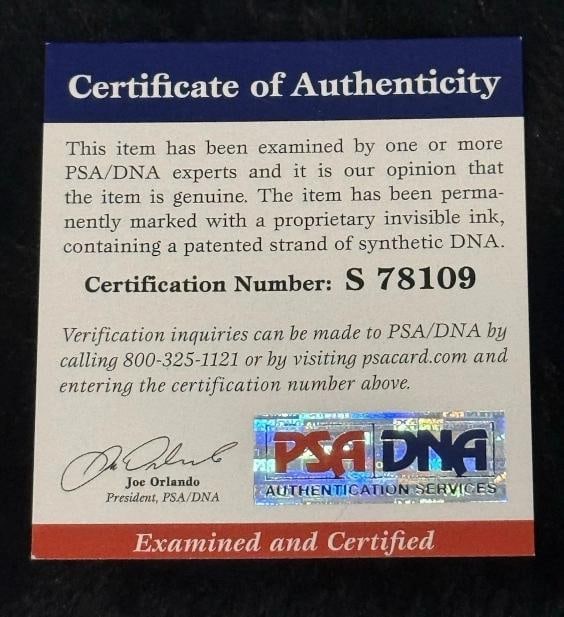 Certificate of Authenticity
This item has been examined by one or more
PSA/DNA experts and it is our opinion that
the item is genuine. The item has been perma-
nently marked with a proprietary invisible ink,
containing a patented strand of synthetic DNA.
Certification Number: S 78109
Verification inquiries can be made to PSA/DNA by
calling 800-325-1121 or by visiting psacard.com and
entering the certification number above.
PSA DNA
AUTHENTICATION SERVICES
Joe Orlando
President, PSA/DNA
Examined and Certified